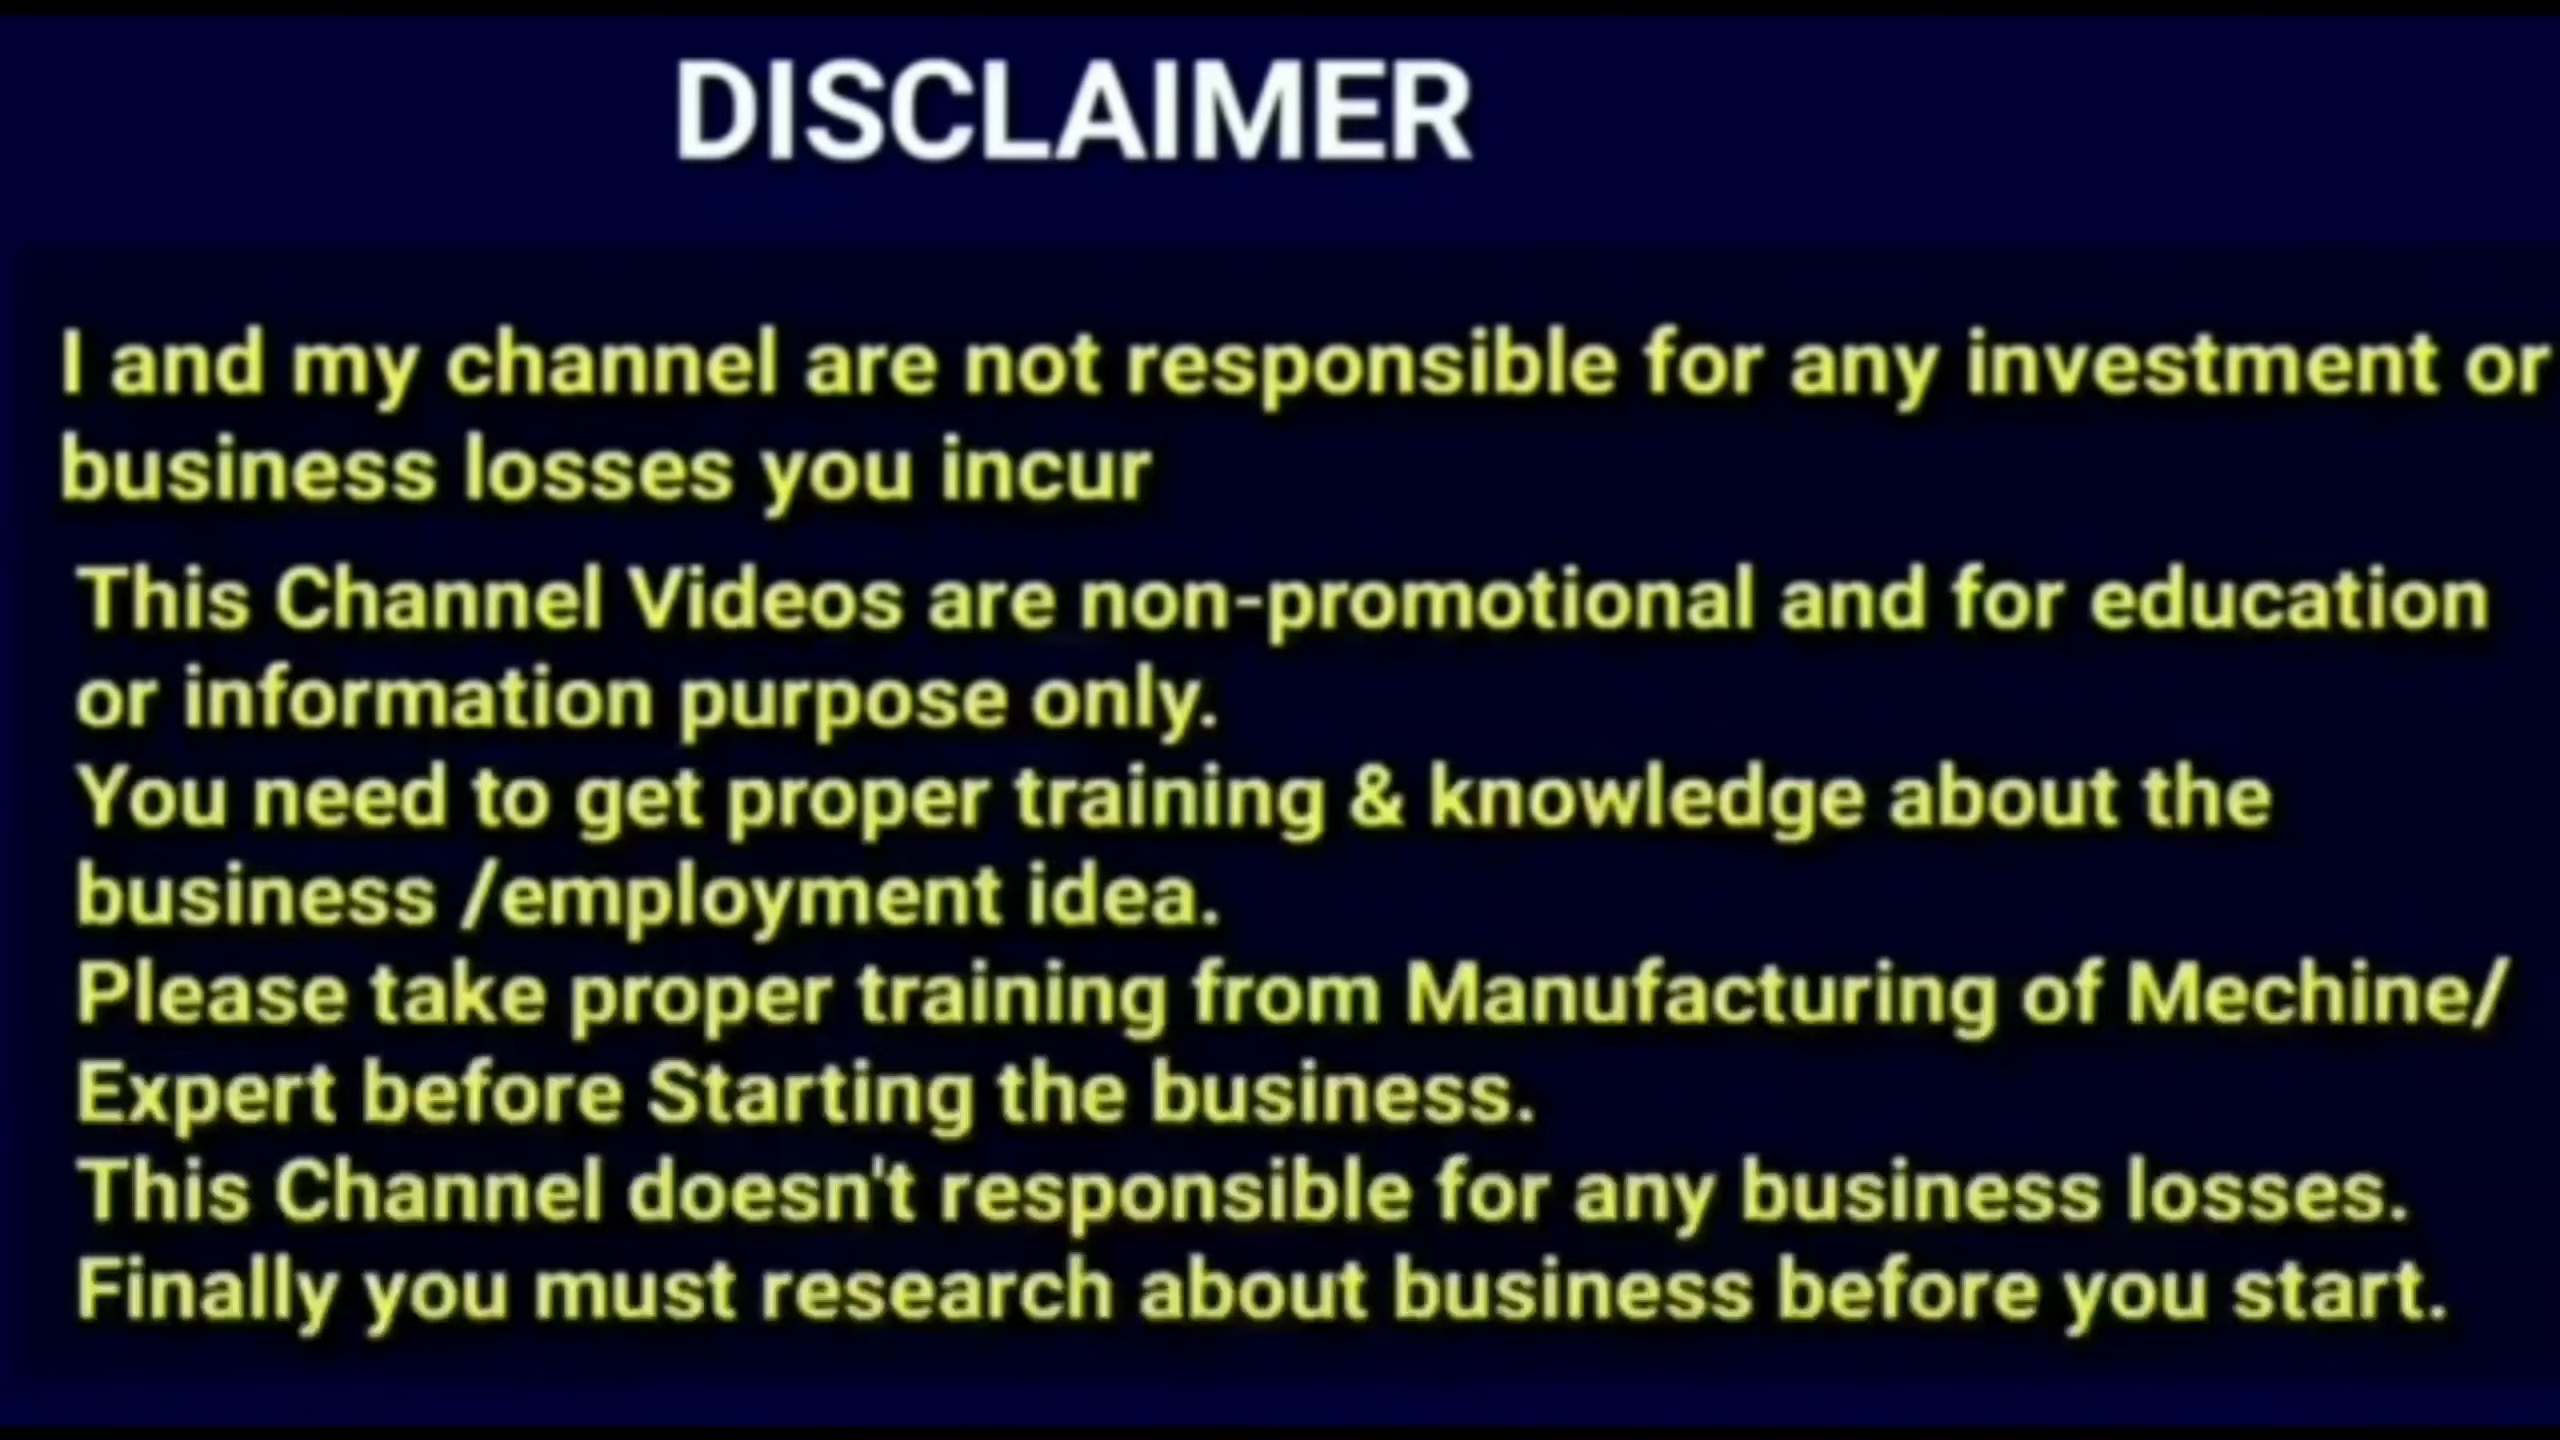 DISCLAIMER
I and my channel are not responsible for any investment or
business losses you incur
This Channel Videos are non-promotional and for education
or information purpose only.
You need to get proper training & knowledge about the
business /employment idea.
Please take proper training from Manufacturing of Mechine/
Expert before Starting the business.
This Channel doesn't responsible for any business losses.
Finally you must research about business before you start.